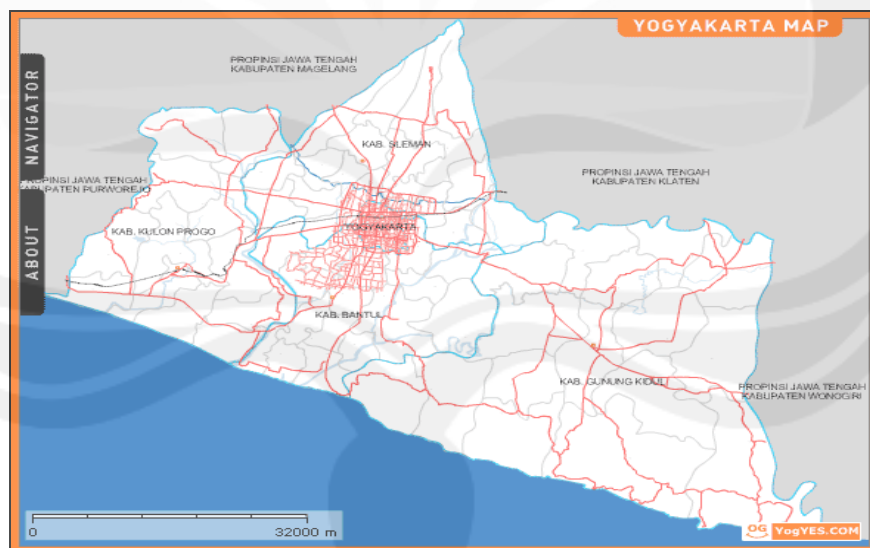 YOGYAKARTA MAP
PROPINSI JAWA TENGAH
KABUPATEN MAGELANG
NAVIGATOR
KAB. SLEMAN
PROPINSI JAWA TENGAH
KABUPATEN KLATEN
PROPINSI JAWA TENGAH
KABUPATEN PURWOREJO
ABOUT
KAB. KULON PROGO
YOGYAKARTA
KAB. BANTUL
KAB. GUNUNG KIDUL
PROPINSI JAWA TENGAH
KABUPATEN WONOGIRI
0 32000 m
OG YogYES.COM